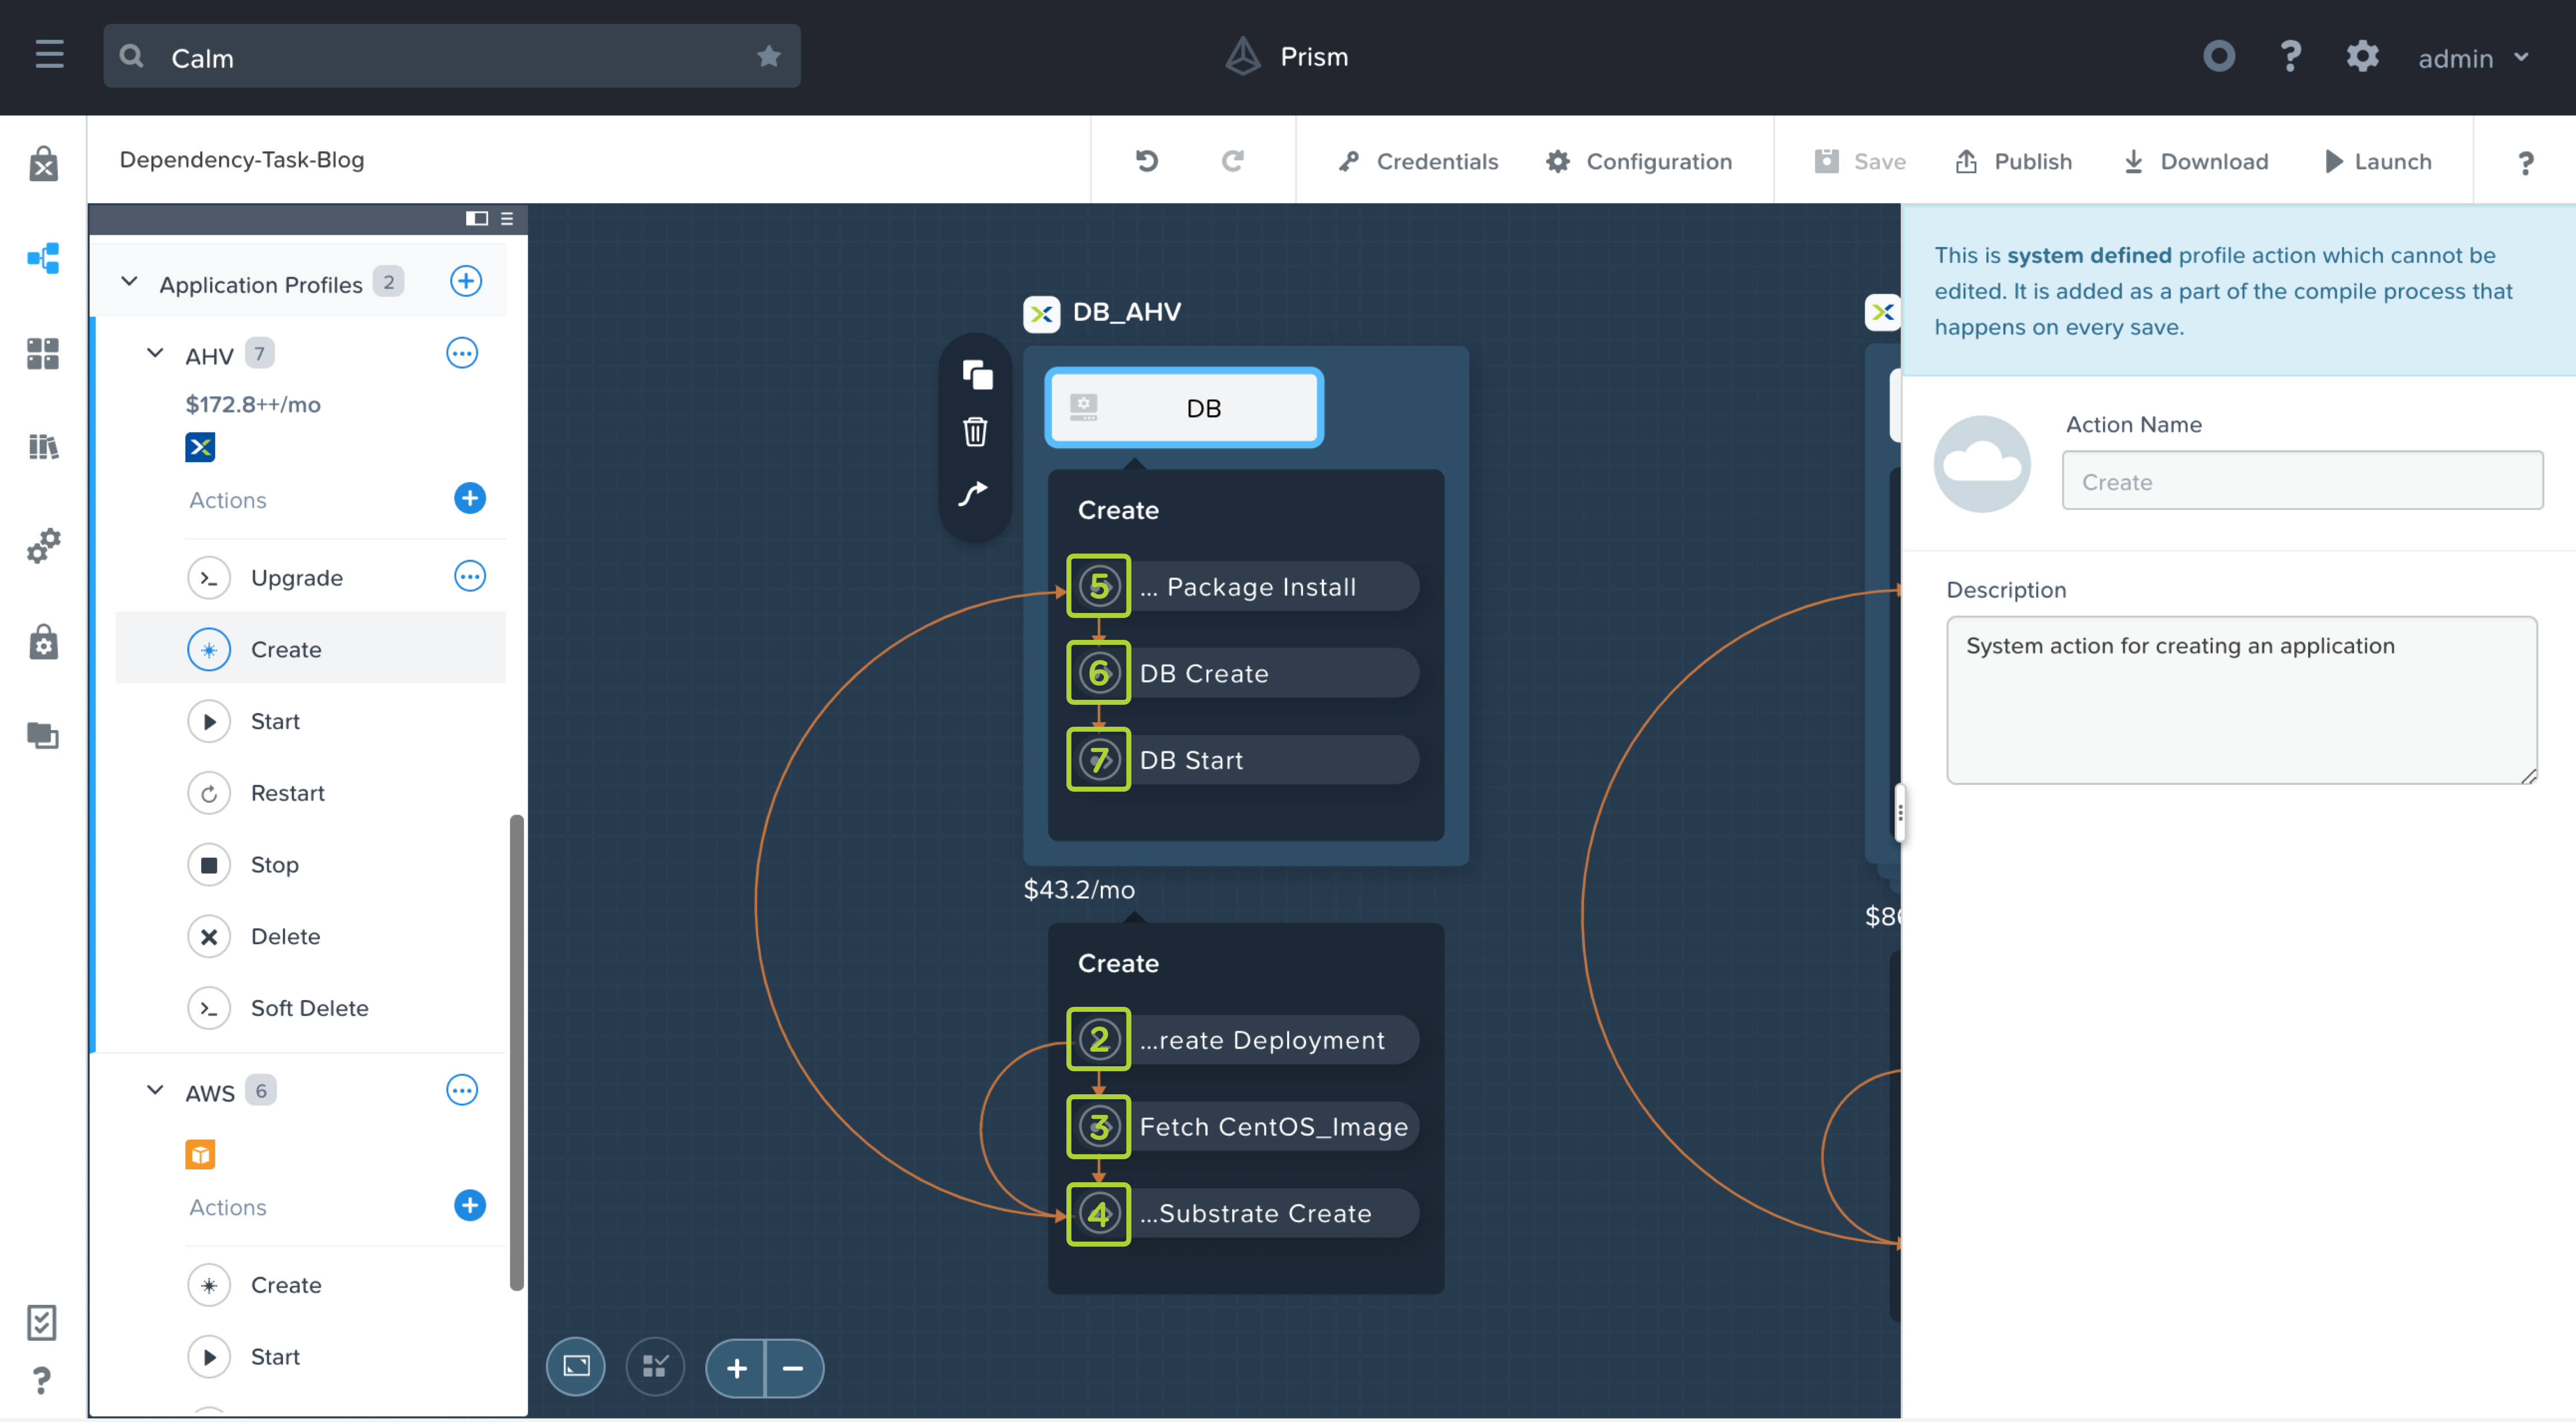 Calm
Prism
admin
Dependency-Task-Blog
Credentials
Configuration
Save
Publish
Download
Launch
?
Application Profiles 2
AHV 7
$172.8++/mo
Actions
Upgrade
Create
Start
Restart
Stop
Delete
Soft Delete
AWS 6
Actions
Create
Start
DB_AHV
DB
Create
5 ... Package Install
6 DB Create
7 DB Start
$43.2/mo
Create
2 ...reate Deployment
3 Fetch CentOS_Image
4 ...Substrate Create
This is system defined profile action which cannot be
edited. It is added as a part of the compile process that
happens on every save.
Action Name
Create
Description
System action for creating an application